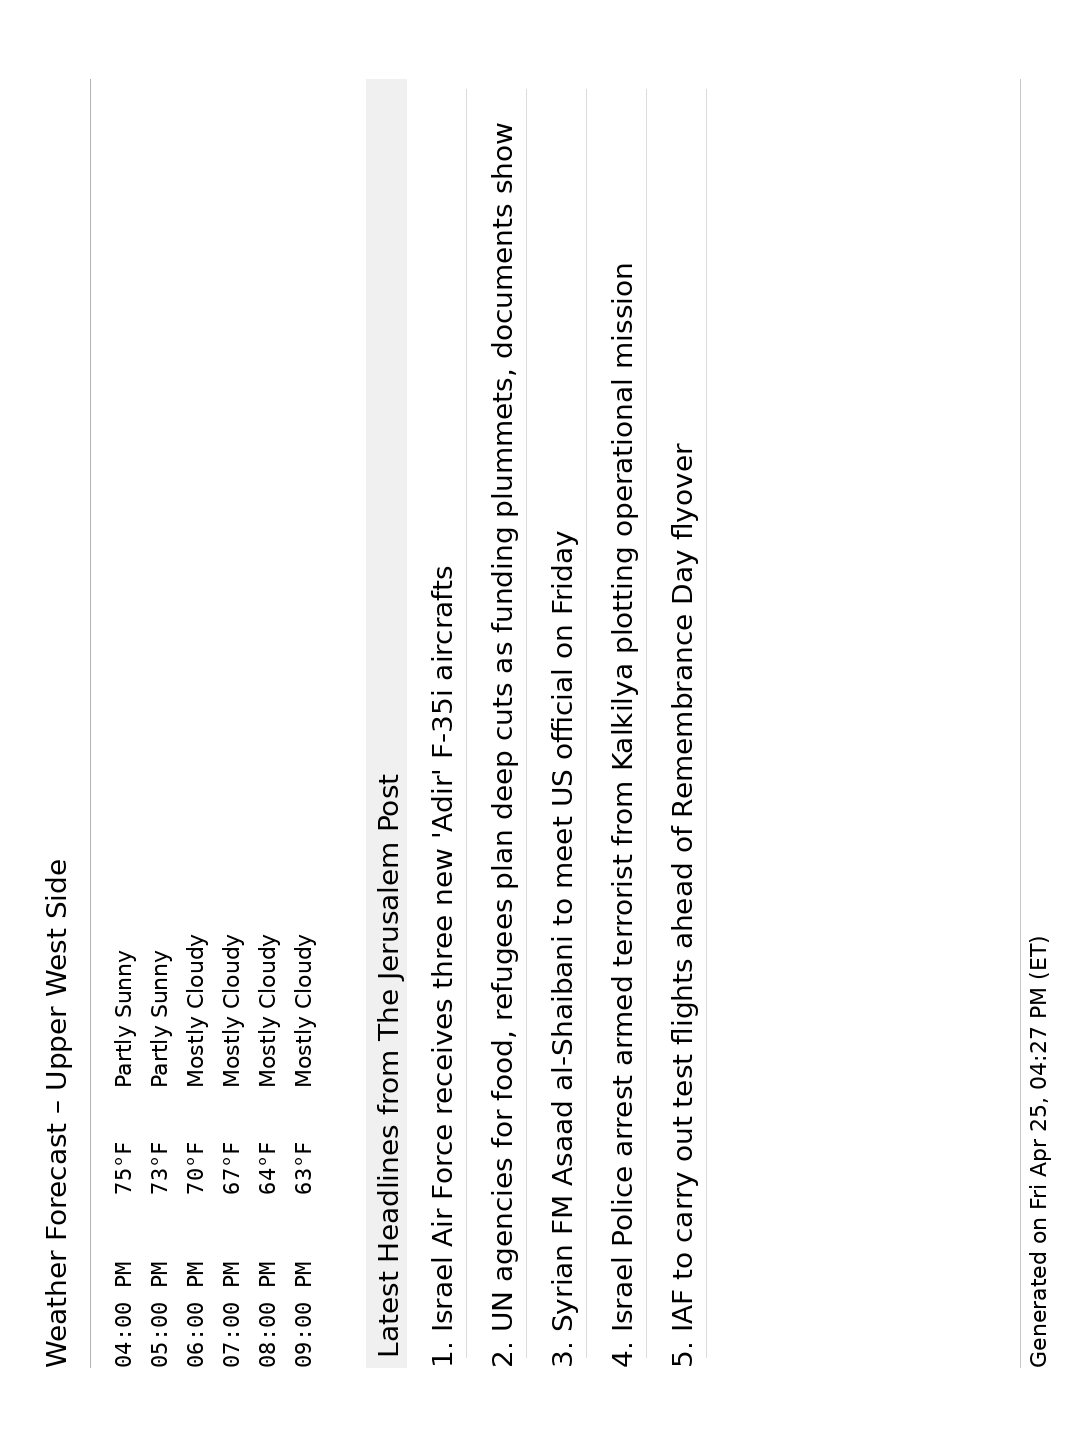 Weather Forecast – Upper West Side
04:00 PM 75°F Partly Sunny
05:00 PM 73°F Partly Sunny
06:00 PM 70°F Mostly Cloudy
07:00 PM 67°F Mostly Cloudy
08:00 PM 64°F Mostly Cloudy
09:00 PM 63°F Mostly Cloudy
Latest Headlines from The Jerusalem Post
1. Israel Air Force receives three new 'Adir' F-35i aircrafts
2. UN agencies for food, refugees plan deep cuts as funding plummets, documents show
3. Syrian FM Asaad al-Shaibani to meet US official on Friday
4. Israel Police arrest armed terrorist from Kalkilya plotting operational mission
5. IAF to carry out test flights ahead of Remembrance Day flyover
Generated on Fri Apr 25, 04:27 PM (ET)